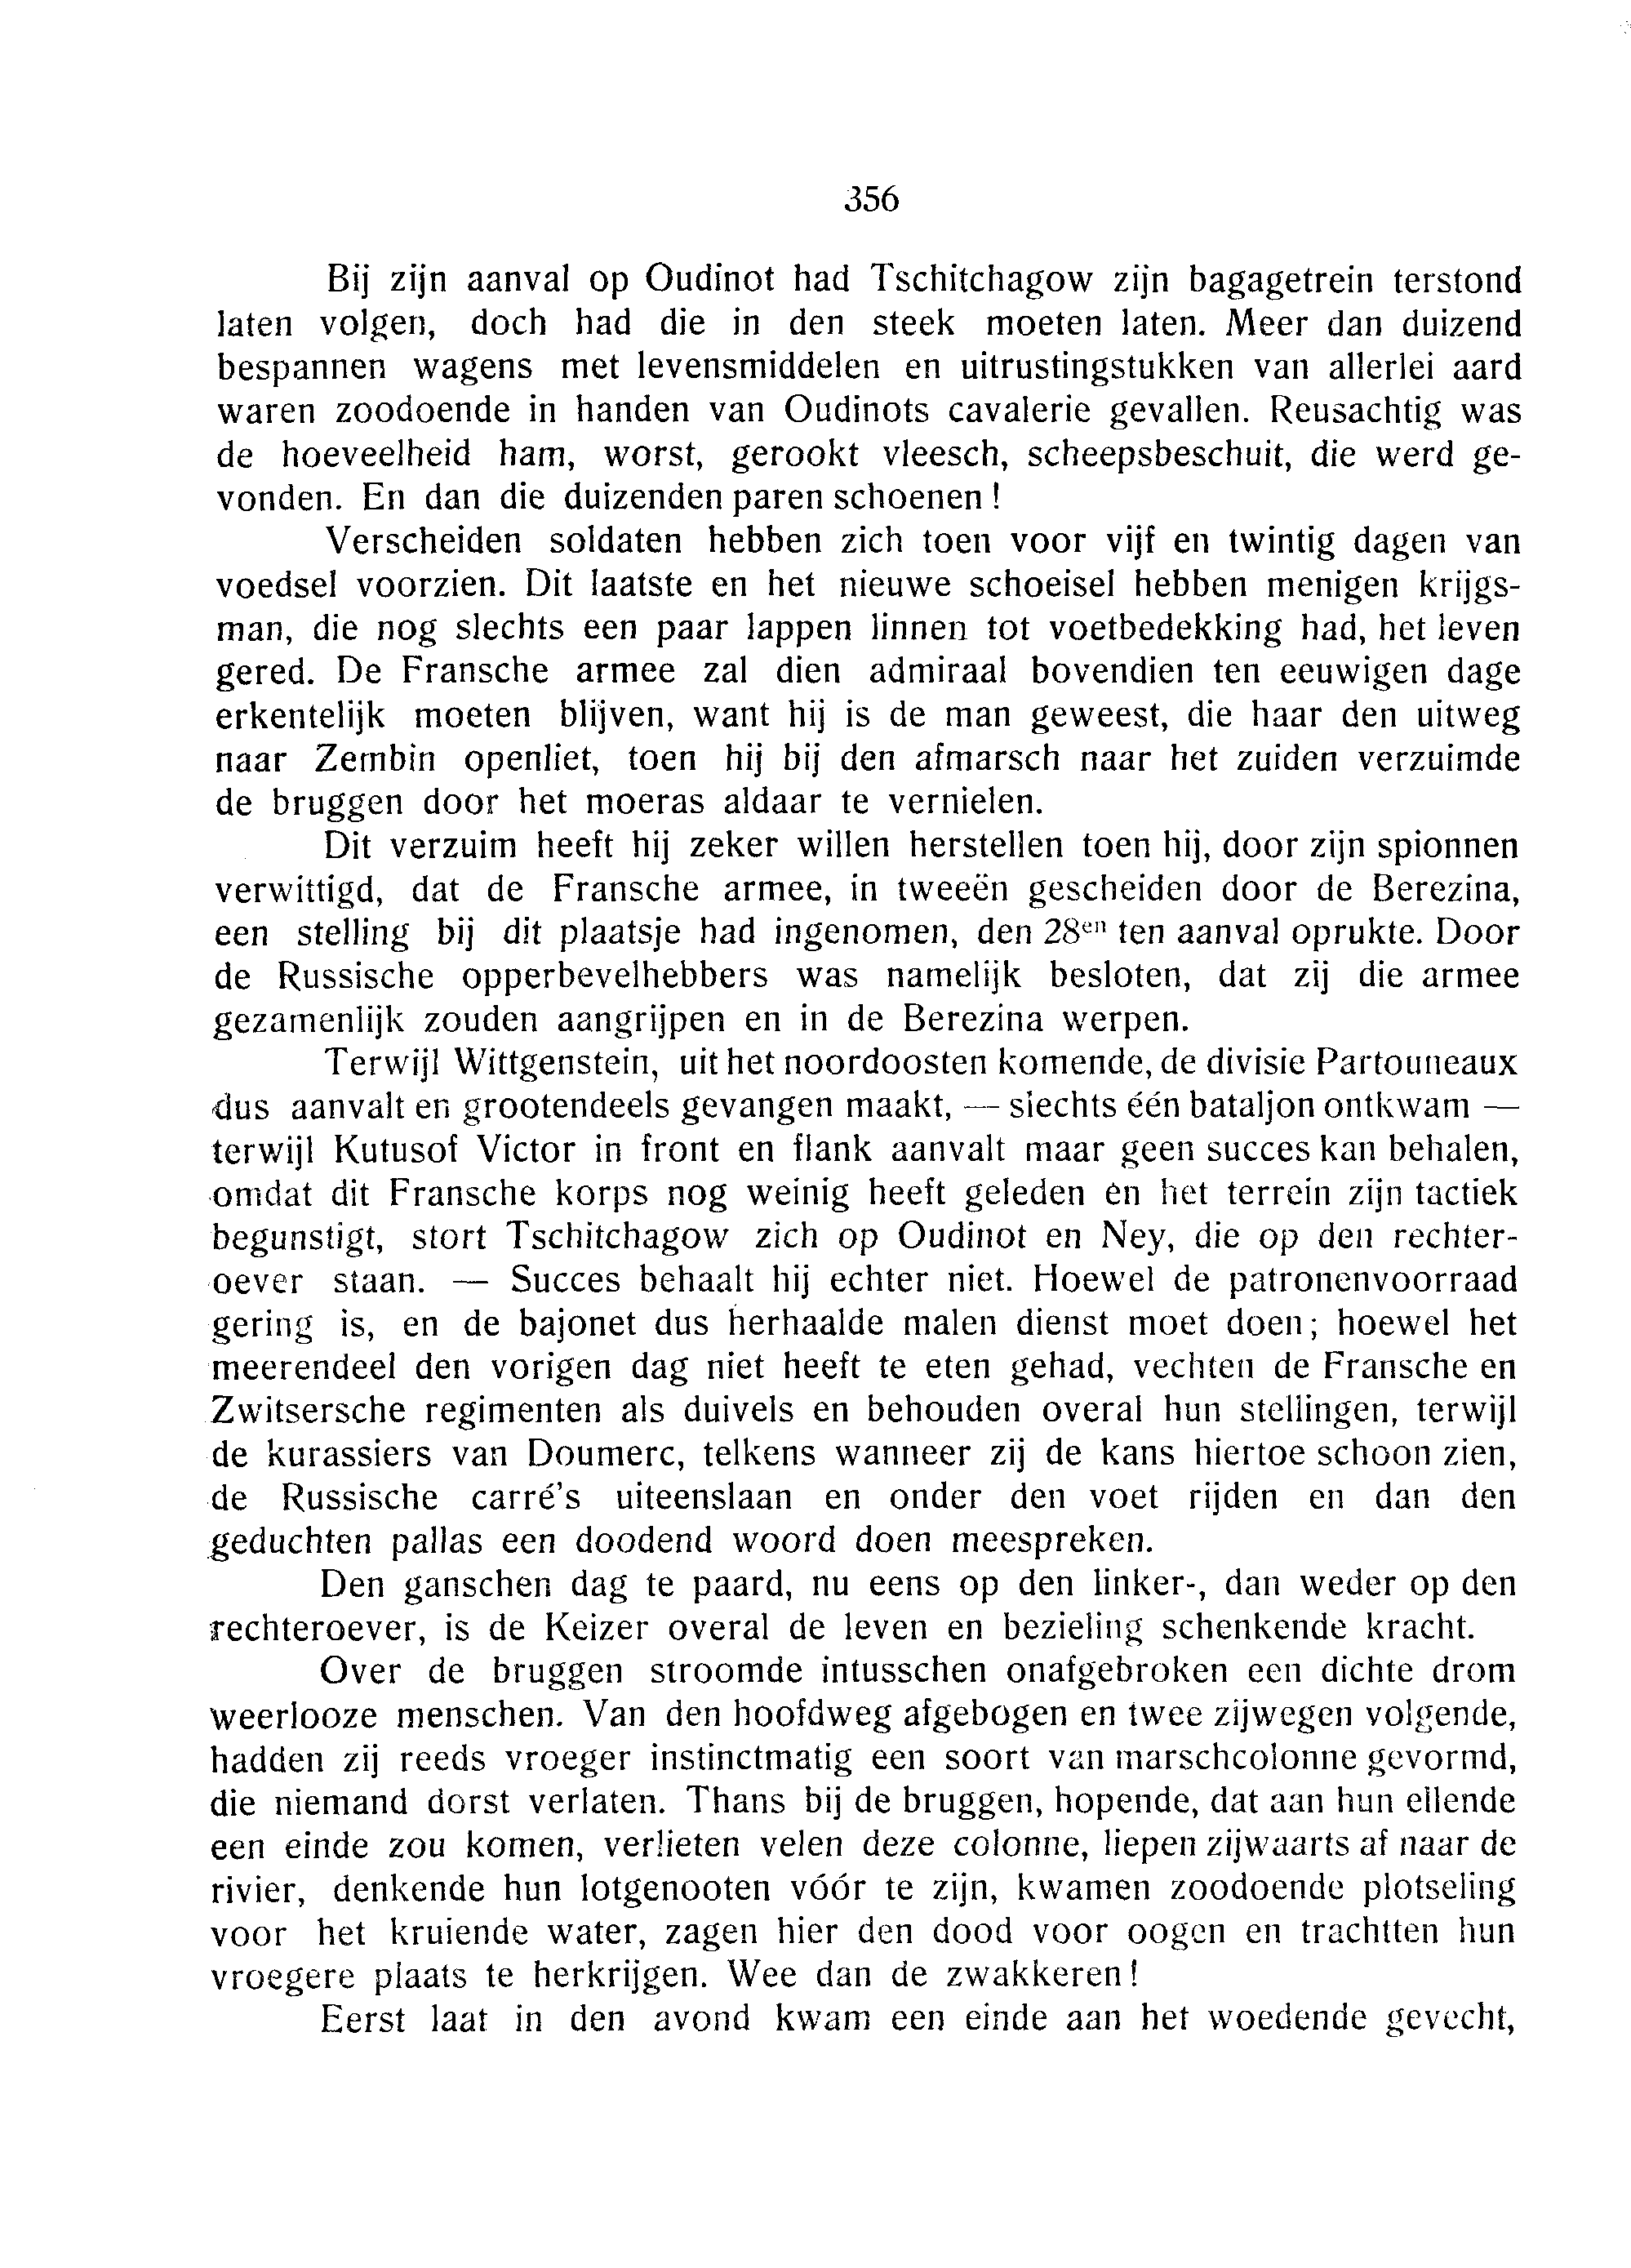 356
Bij zijn aanval op Oudinot had Tschitchagow zijn bagagetrein terstond
laten volgen, doch had die in den steek moeten laten. Meer dan duizend
bespannen wagens met levensmiddelen en uitrustingstukken van allerlei aard
waren zoodoende in handen van Oudinots cavalerie gevallen. Reusachtig was
de hoeveelheid ham, worst, gerookt vleesch, scheepsbeschuit, die werd ge-
vonden. En dan die duizenden paren schoenen!
Verscheiden soldaten hebben zich toen voor vijf en twintig dagen van
voedsel voorzien. Dit laatste en het nieuwe schoeisel hebben menigen krijgs-
man, die nog slechts een paar lappen linnen tot voetbedekking had, het leven
gered. De Fransche armee zal dien admiraal bovendien ten eeuwigen dage
erkentelijk moeten blijven, want hij is de man geweest, die haar den uitweg
naar Zembin openliet, toen hij bij den afmarsch naar het zuiden verzuimde
de bruggen door het moeras aldaar te vernielen.
Dit verzuim heeft hij zeker willen herstellen toen hij, door zijn spionnen
verwittigd, dat de Fransche armee, in tweeën gescheiden door de Berezina,
een stelling bij dit plaatsje had ingenomen, den 28en ten aanval oprukte. Door
de Russische opperbevelhebbers was namelijk besloten, dat zij die armee
gezamenlijk zouden aangrijpen en in de Berezina werpen.
Terwijl Wittgenstein, uit het noordoosten komende, de divisie Partouneaux
dus aanvalt en grootendeels gevangen maakt, — slechts één bataljon ontkwam —
terwijl Kutusof Victor in front en flank aanvalt maar geen succes kan behalen,
omdat dit Fransche korps nog weinig heeft geleden en het terrein zijn tactiek
begunstigt, stort Tschitchagow zich op Oudinot en Ney, die op den rechter-
oever staan. — Succes behaalt hij echter niet. Hoewel de patronenvoorraad
gering is, en de bajonet dus herhaalde malen dienst moet doen; hoewel het
meerendeel den vorigen dag niet heeft te eten gehad, vechten de Fransche en
Zwitsersche regimenten als duivels en behouden overal hun stellingen, terwijl
de kurassiers van Doumerc, telkens wanneer zij de kans hiertoe schoon zien,
de Russische carré's uiteenslaan en onder den voet rijden en dan den
geduchten pallas een doodend woord doen meespreken.
Den ganschen dag te paard, nu eens op den linker-, dan weder op den
rechteroever, is de Keizer overal de leven en bezieling schenkende kracht.
Over de bruggen stroomde intusschen onafgebroken een dichte drom
weerlooze menschen. Van den hoofdweg afgebogen en twee zijwegen volgende,
hadden zij reeds vroeger instinctmatig een soort van marschcolonne gevormd,
die niemand dorst verlaten. Thans bij de bruggen, hopende, dat aan hun ellende
een einde zou komen, verlieten velen deze colonne, liepen zijwaarts af naar de
rivier, denkende hun lotgenooten vóór te zijn, kwamen zoodoende plotseling
voor het kruiende water, zagen hier den dood voor oogen en trachtten hun
vroegere plaats te herkrijgen. Wee dan de zwakkeren!
Eerst laat in den avond kwam een einde aan het woedende gevecht,